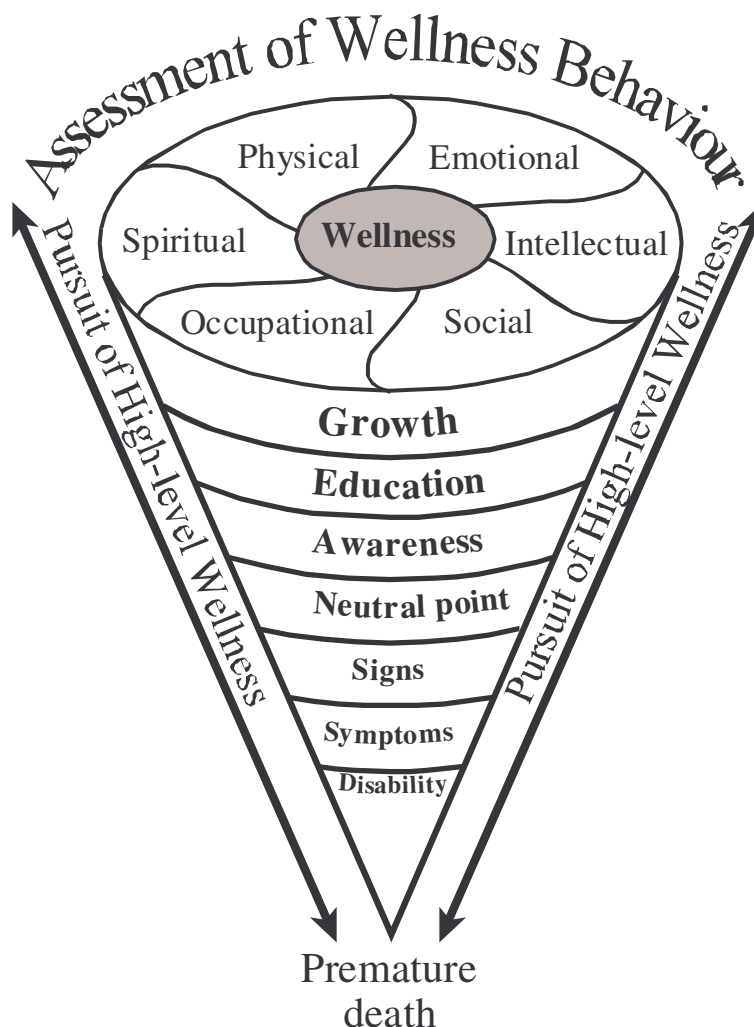 Assessment of Wellness Behaviour
Physical
Emotional
Spiritual
Wellness
Intellectual
Occupational
Social
Pursuit of High-level Wellness
Pursuit of High-level Wellness
Growth
Education
Awareness
Neutral point
Signs
Symptoms
Disability
Premature
death